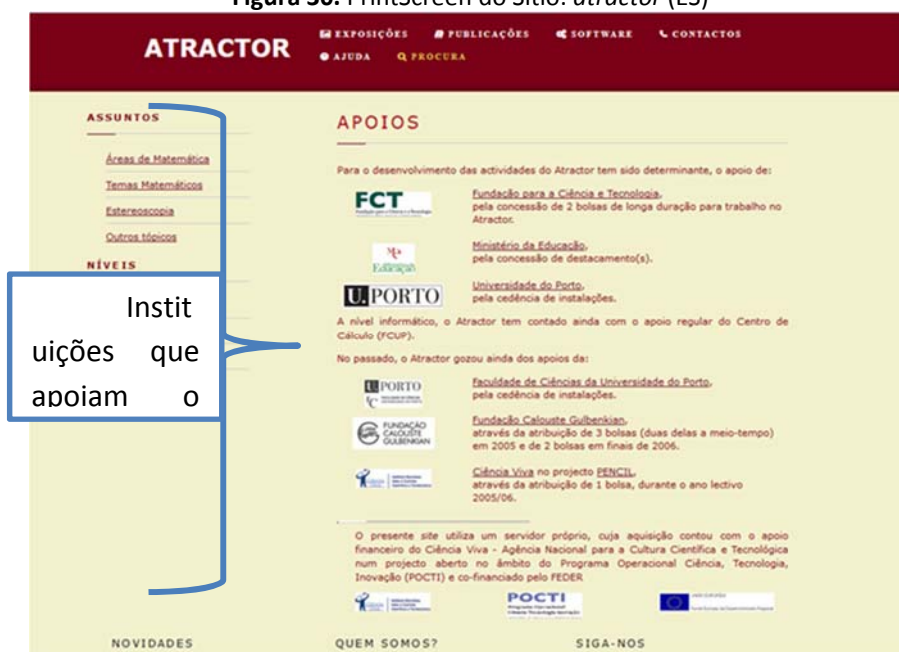 Figura 30. Printscreen do Sítio: atractor (E3)
ATRACTOR
EXPOSIÇÕES PUBLICAÇÕES SOFTWARE CONTACTOS
AJUDA PROCURA
ASSUNTOS
Áreas de Matemática
Temas Matemáticos
Estereoscopia
Outros tópicos
NÍVEIS
Instit
uições que
apoiam o
APOIOS
Para o desenvolvimento das actividades do Atractor tem sido determinante, o apoio de:
FCT
Fundação para a Ciência e Tecnologia,
pela concessão de 2 bolsas de longa duração para trabalho no
Atractor.
Educação
Ministério da Educação,
pela concessão de destacamento(s).
U.PORTO
Universidade do Porto,
pela cedência de instalações.
A nível informático, o Atractor tem contado ainda com o apoio regular do Centro de
Cálculo (FCUP).
No passado, o Atractor gozou ainda dos apoios da:
U.PORTO
FC
Faculdade de Ciências da Universidade do Porto,
pela cedência de instalações.
FUNDAÇÃO
CALOUSTE
GULBENKIAN
Fundação Calouste Gulbenkian,
através da atribuição de 3 bolsas (duas delas a meio-tempo)
em 2005 e de 2 bolsas em finais de 2006.
Ciência Viva no projecto PENCIL,
através da atribuição de 1 bolsa, durante o ano lectivo
2005/06.
O presente site utiliza um servidor próprio, cuja aquisição contou com o apoio
financeiro do Ciência Viva - Agência Nacional para a Cultura Científica e Tecnológica
num projecto aberto no âmbito do Programa Operacional Ciência, Tecnologia,
Inovação (POCTI) e co-financiado pelo FEDER
POCTI
NOVIDADES
QUEM SOMOS?
SIGA-NOS